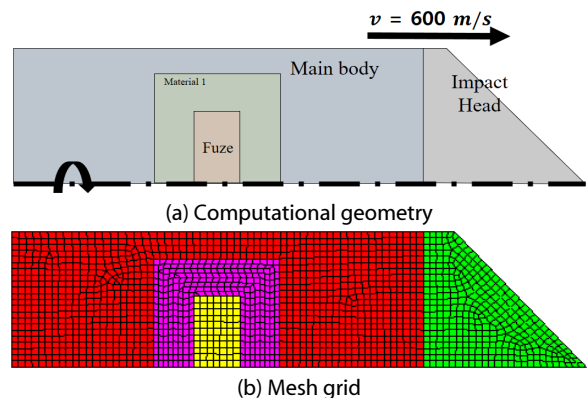 v = 600 m/s
Main body
Material 1
Impact
Head
Fuze
(a) Computational geometry
(b) Mesh grid